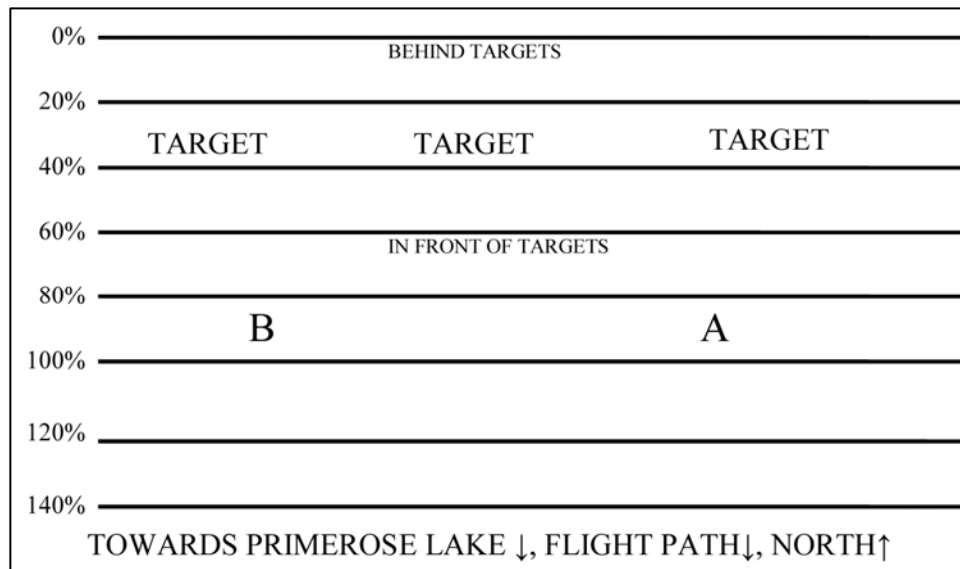 0%
BEHIND TARGETS
20%
TARGET TARGET TARGET
40%
60%
IN FRONT OF TARGETS
80%
B A
100%
120%
140%
TOWARDS PRIMEROSE LAKE ↓, FLIGHT PATH↓, NORTH↑